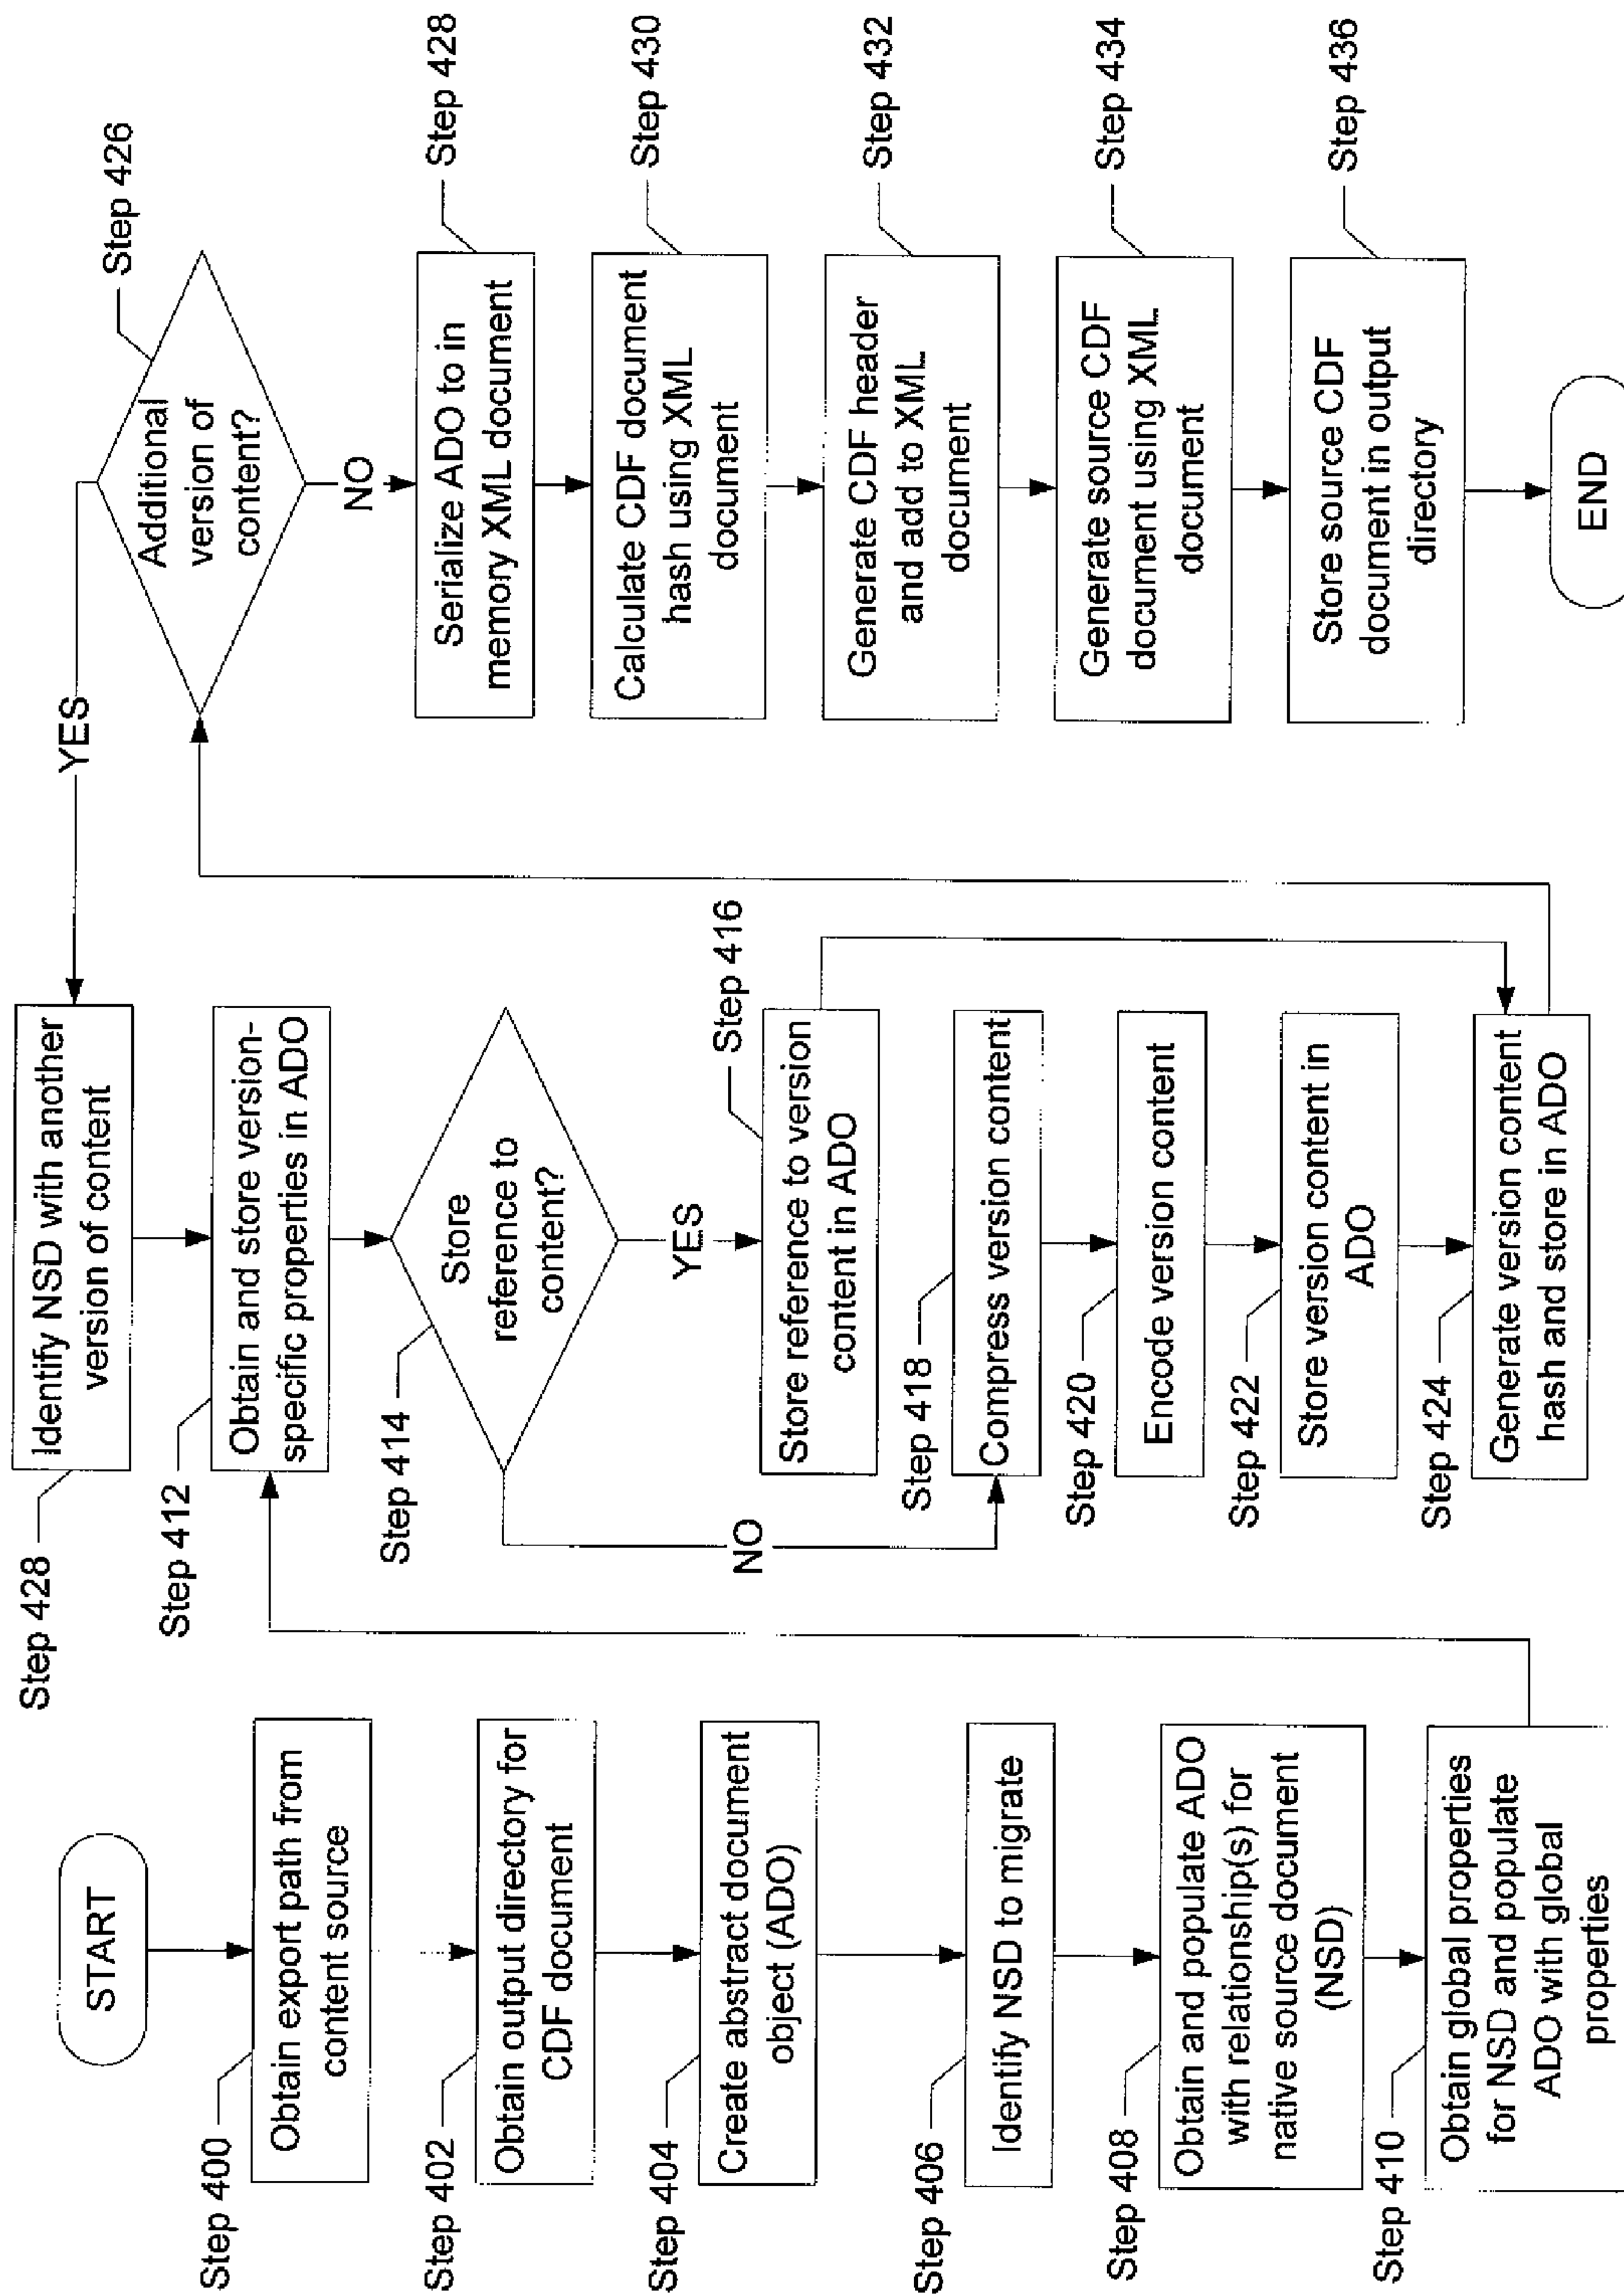 START
Step 400
Obtain export path from
content source
Step 402
Obtain output directory for
CDF document
Step 404
Create abstract document
object (ADO)
Step 406
Identify NSD to migrate
Step 408
Obtain and populate ADO
with relationship(s) for
native source document
(NSD)
Step 410
Obtain global properties
for NSD and populate
ADO with global
properties
Step 428
Identify NSD with another
version of content
Step 412
Obtain and store version-
specific properties in ADO
Step 414
Store
reference to
content?
YES
NO
Step 416
Store reference to version
content in ADO
Step 418
Compress version content
Step 420
Encode version content
Step 422
Store version content in
ADO
Step 424
Generate version content
hash and store in ADO
YES
Step 426
Additional
version of
content?
NO
Step 428
Serialize ADO to in
memory XML document
Step 430
Calculate CDF document
hash using XML
document
Step 432
Generate CDF header
and add to XML
document
Step 434
Generate source CDF
document using XML
document
Step 436
Store source CDF
document in output
directory
END